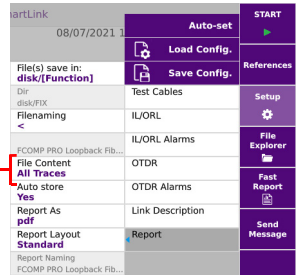 artLink
08/07/2021 1
Auto-set
Load Config.
Save Config.
START
References
Setup
File Explorer
Fast Report
Send Message
File(s) save in:
disk/[Function]
Dir
disk/FIX
Filenaming
<
FCOMP PRO Loopback Fib...
File Content
All Traces
Auto store
Yes
Report As
pdf
Report Layout
Standard
Report Naming
FCOMP PRO Loopback Fib...
Test Cables
IL/ORL
IL/ORL Alarms
OTDR
OTDR Alarms
Link Description
Report